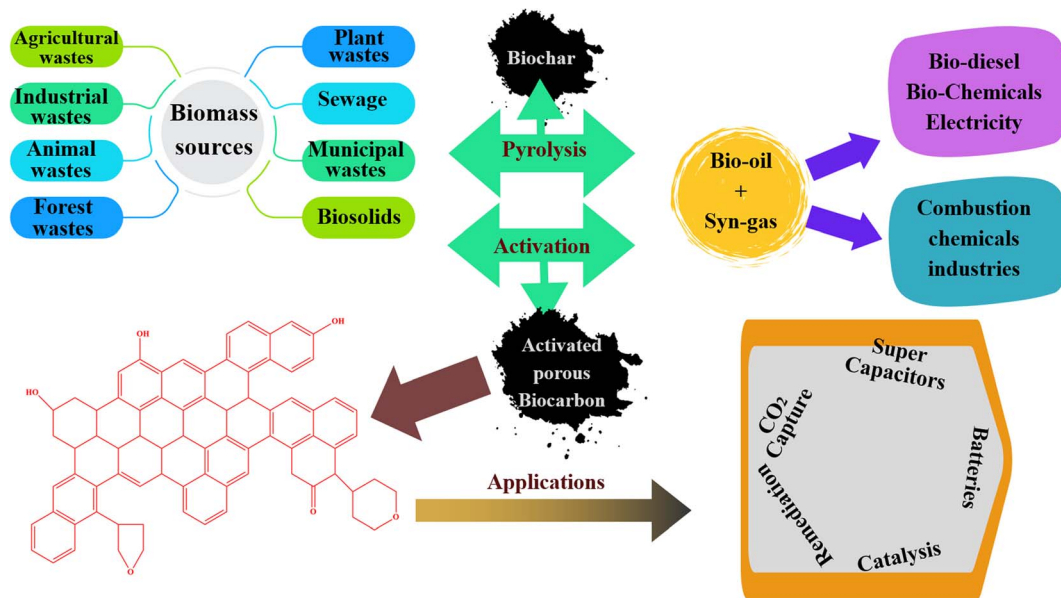 Agricultural
wastes
Industrial
wastes
Animal
wastes
Forest
wastes
Biomass
sources
Plant
wastes
Sewage
Municipal
wastes
Biosolids
Biochar
Pyrolysis
Activation
Activated
porous
Biocarbon
Bio-oil
+
Syn-gas
Bio-diesel
Bio-Chemicals
Electricity
Combustion
chemicals
industries
OH
OH
HO
O
O
O
Applications
Super
Capacitors
Batteries
Catalysis
Remediation
CO₂
Capture